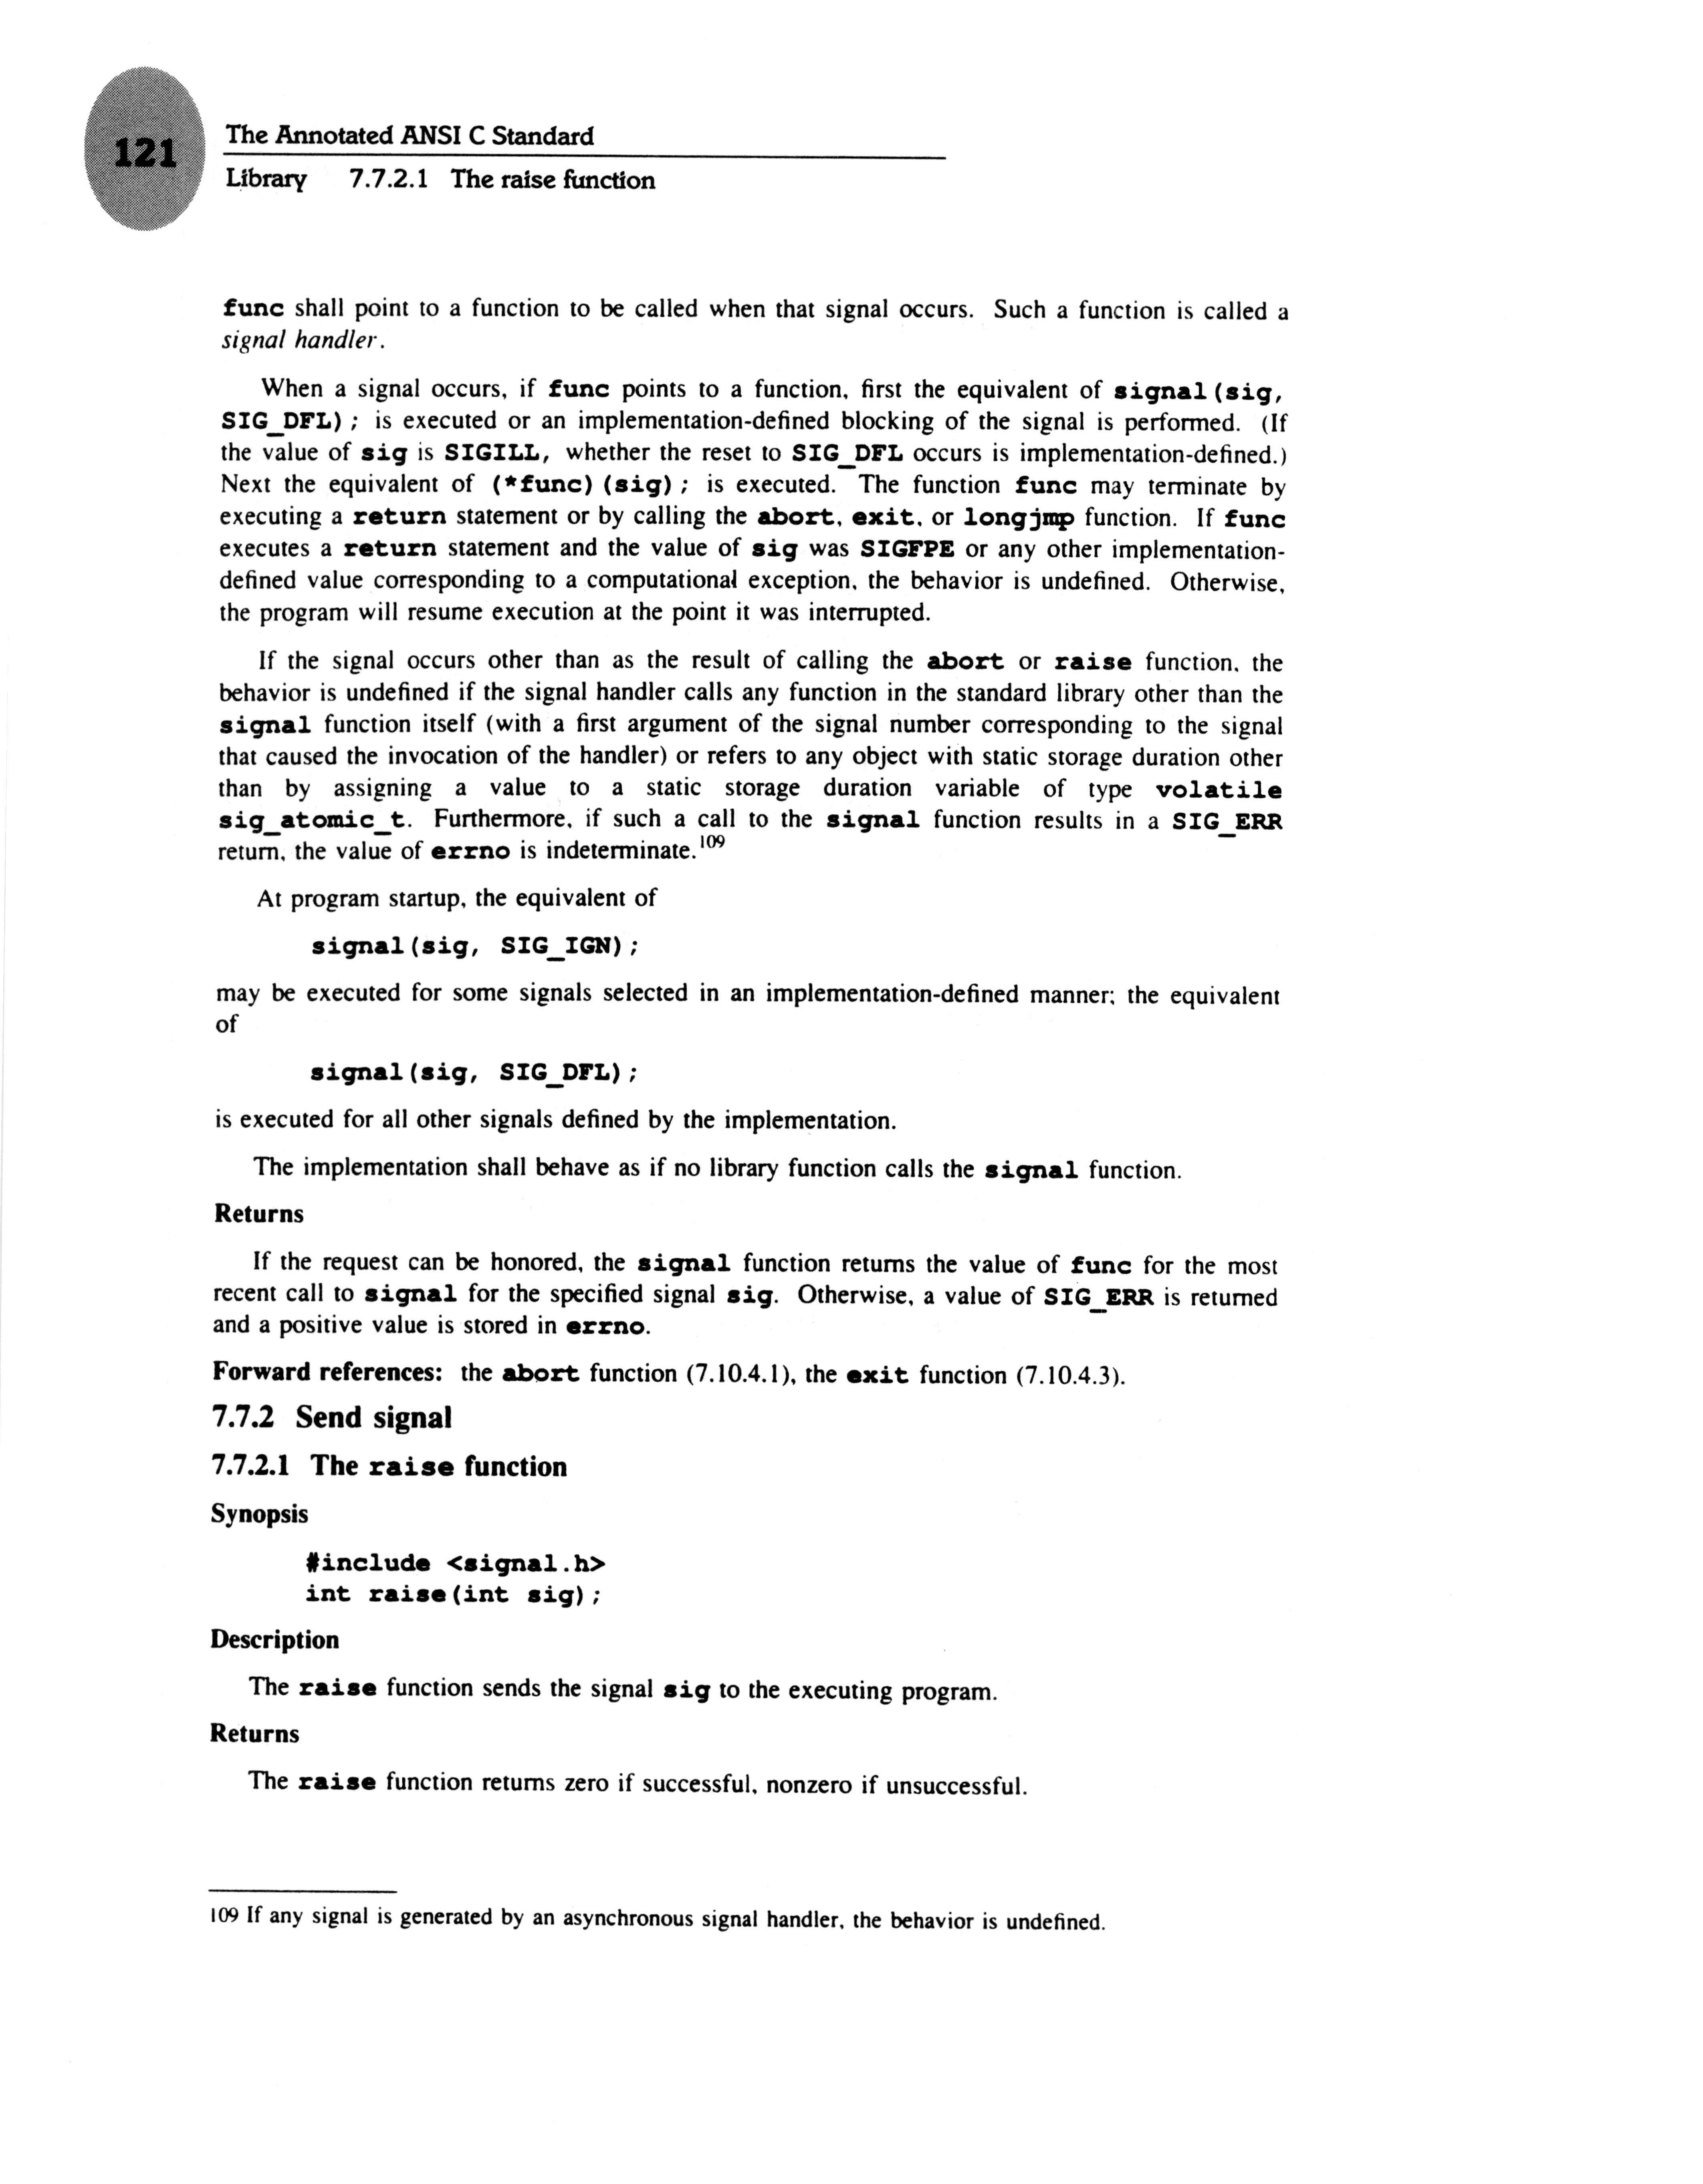 121
The Annotated ANSI C Standard
Library 7.7.2.1 The raise function
func shall point to a function to be called when that signal occurs. Such a function is called a
signal handler.
When a signal occurs, if func points to a function, first the equivalent of signal(sig,
SIG_DFL); is executed or an implementation-defined blocking of the signal is performed. (If
the value of sig is SIGILL, whether the reset to SIG_DFL occurs is implementation-defined.)
Next the equivalent of (*func)(sig); is executed. The function func may terminate by
executing a return statement or by calling the abort, exit, or longjmp function. If func
executes a return statement and the value of sig was SIGFPE or any other implementation-
defined value corresponding to a computational exception, the behavior is undefined. Otherwise,
the program will resume execution at the point it was interrupted.
If the signal occurs other than as the result of calling the abort or raise function, the
behavior is undefined if the signal handler calls any function in the standard library other than the
signal function itself (with a first argument of the signal number corresponding to the signal
that caused the invocation of the handler) or refers to any object with static storage duration other
than by assigning a value to a static storage duration variable of type volatile
sig_atomic_t. Furthermore, if such a call to the signal function results in a SIG_ERR
return, the value of errno is indeterminate.109
At program startup, the equivalent of
signal(sig, SIG_IGN);
may be executed for some signals selected in an implementation-defined manner; the equivalent
of
signal(sig, SIG_DFL);
is executed for all other signals defined by the implementation.
The implementation shall behave as if no library function calls the signal function.
Returns
If the request can be honored, the signal function returns the value of func for the most
recent call to signal for the specified signal sig. Otherwise, a value of SIG_ERR is returned
and a positive value is stored in errno.
Forward references: the abort function (7.10.4.1), the exit function (7.10.4.3).
7.7.2 Send signal
7.7.2.1 The raise function
Synopsis
#include <signal.h>
int raise(int sig);
Description
The raise function sends the signal sig to the executing program.
Returns
The raise function returns zero if successful, nonzero if unsuccessful.
109 If any signal is generated by an asynchronous signal handler, the behavior is undefined.